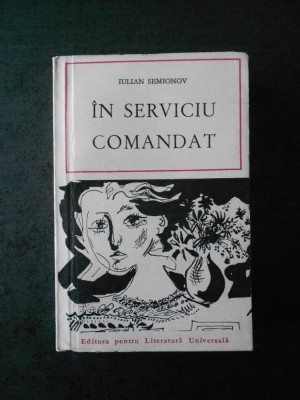 IULIAN SEMIONOV
ÎN SERVICIU
COMANDAT
Editura pentru Literatură Universală